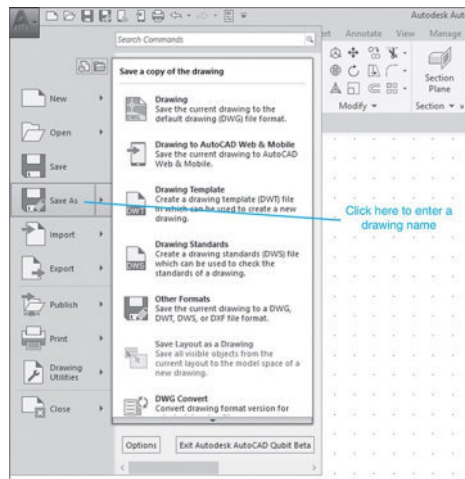 Autodesk Aut
Search Commands
Annotate View Manage
Save a copy of the drawing
New
Open
Save
Save As
Import
Export
Publish
Print
Drawing
Utilities
Close
Drawing
Save the current drawing to the
default drawing (DWG) file format.
Drawing to AutoCAD Web & Mobile
Save the current drawing to AutoCAD
Web & Mobile.
Drawing Template
Create a drawing template (DWT) file
in which can be used to create a new
drawing.
DWT
Drawing Standards
Create a drawing standards (DWS) file
which can be used to check the
standards of a drawing.
DWS
Other Formats
Save the current drawing to a DWG,
DWT, DWS, or DXF file format.
Save Layout as a Drawing
Save all visible objects from the
current layout to the model space of a
new drawing.
DWG Convert
Convert drawing format version for
Options
Exit Autodesk AutoCAD Qubit Beta
Section
Plane
Modify
Section
Click here to enter a
drawing name